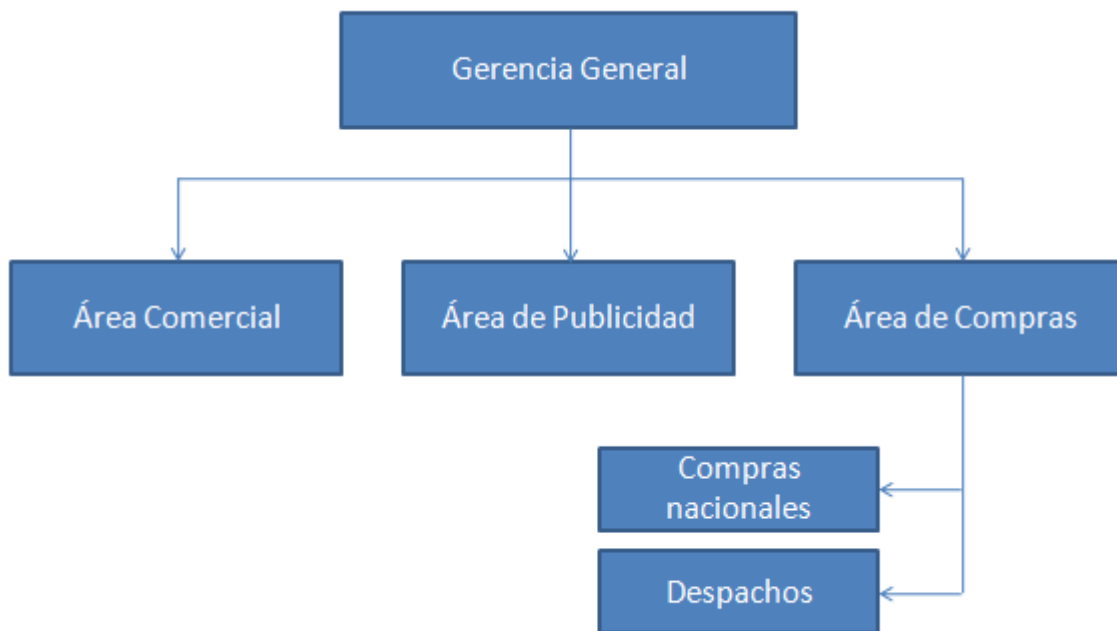 Gerencia General
Área Comercial
Área de Publicidad
Área de Compras
Compras
nacionales
Despachos